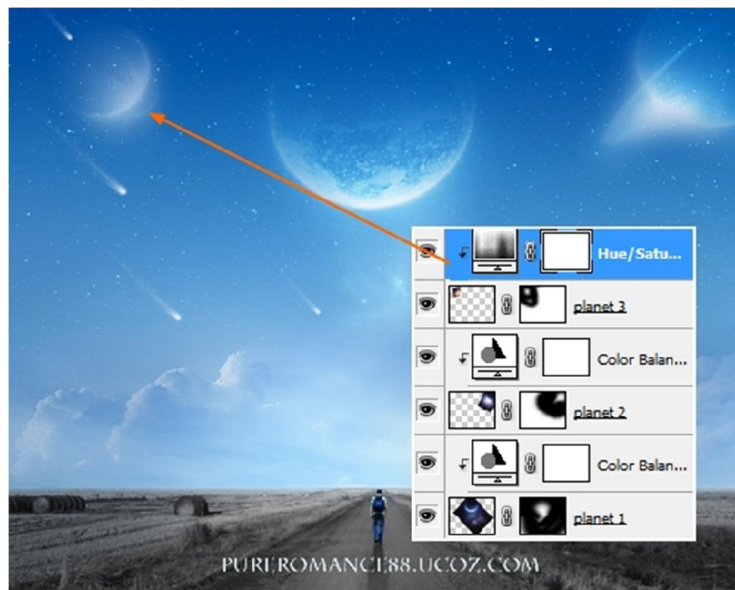 Hue/Satu...
planet 3
Color Balan...
planet 2
Color Balan...
planet 1
PUREROMANCE88.UCOZ.COM